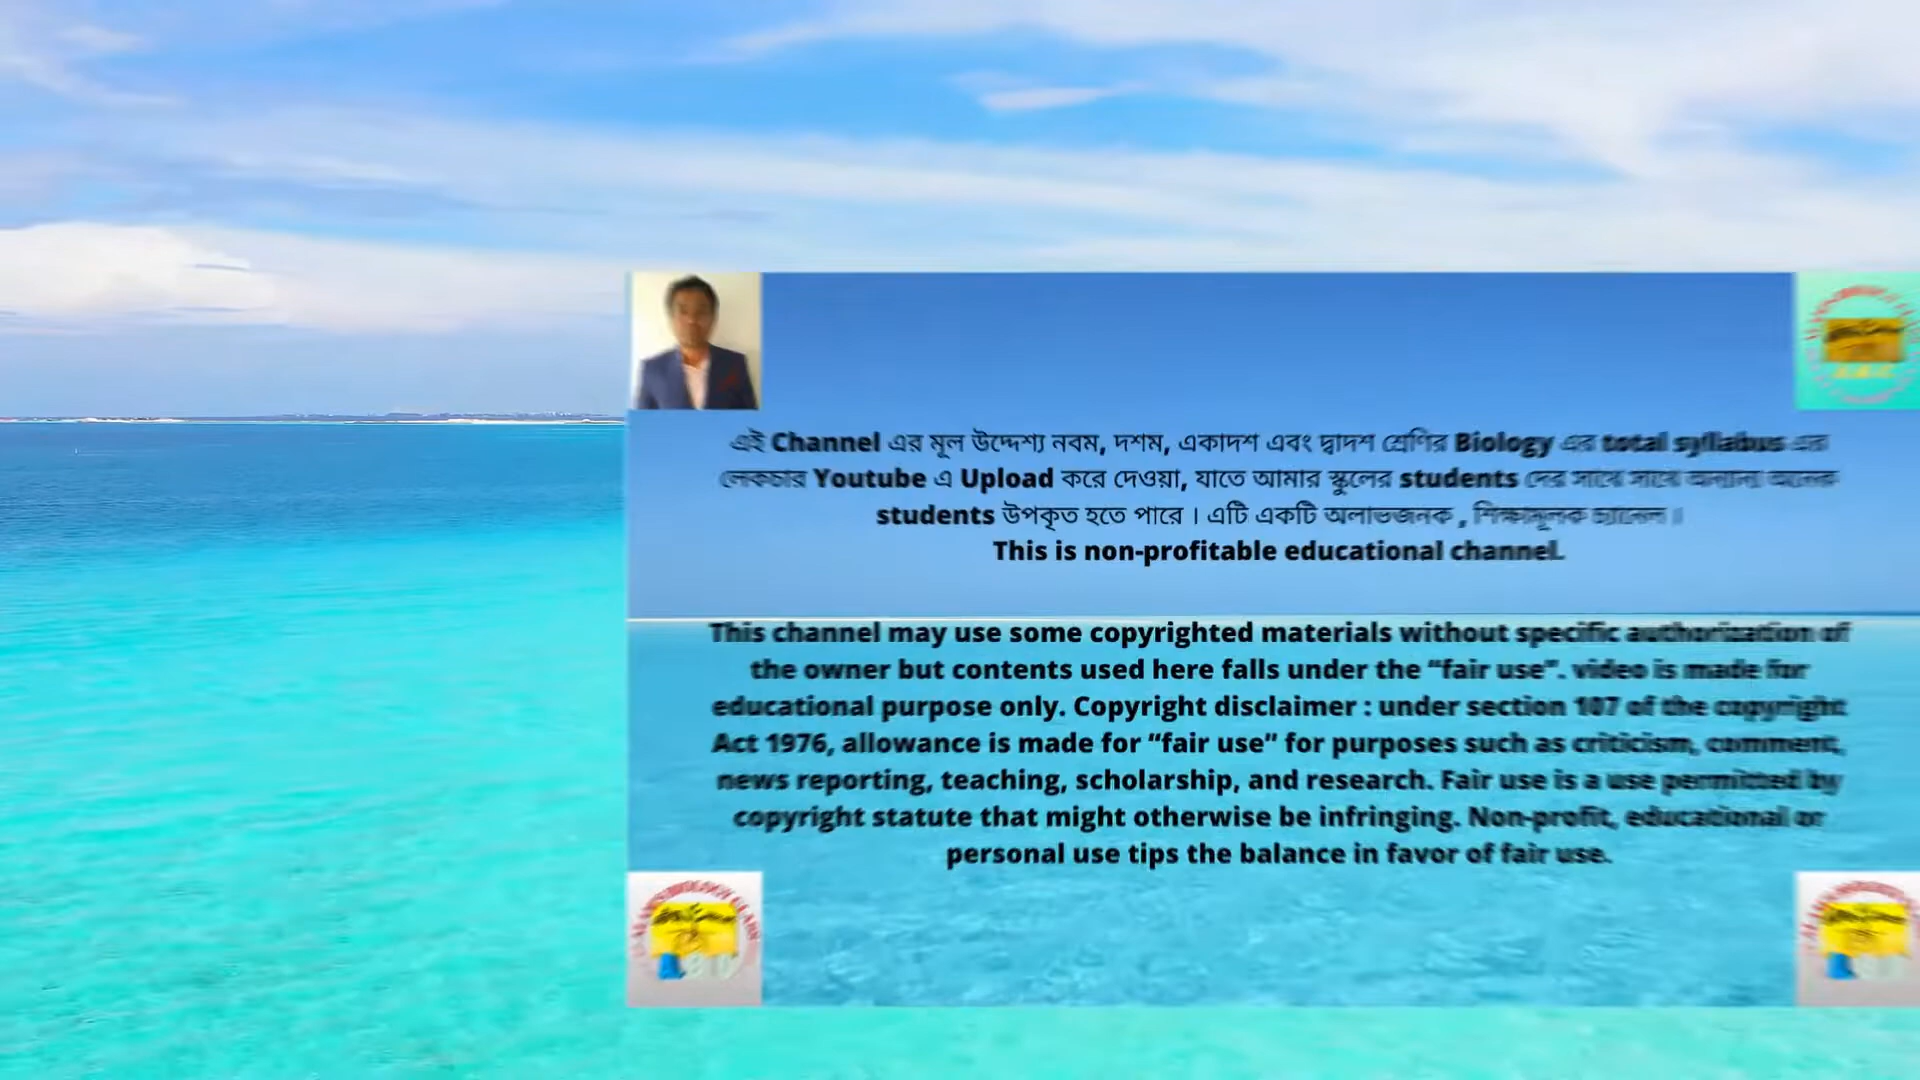 এই Channel এর মূল উদ্দেশ্য নবম, দশম, একাদশ এবং দ্বাদশ শ্রেণির Biology এর total syllabus এর
লেকচার Youtube এ Upload করে দেওয়া, যাতে আমার স্কুলের students দের সাথে সাথে অন্যান্য অনেক
students উপকৃত হতে পারে । এটি একটি অলাভজনক , শিক্ষামূলক চ্যানেল ।
This is non-profitable educational channel.
This channel may use some copyrighted materials without specific authorization of
the owner but contents used here falls under the “fair use”. video is made for
educational purpose only. Copyright disclaimer : under section 107 of the copyright
Act 1976, allowance is made for “fair use” for purposes such as criticism, comment,
news reporting, teaching, scholarship, and research. Fair use is a use permitted by
copyright statute that might otherwise be infringing. Non-profit, educational or
personal use tips the balance in favor of fair use.